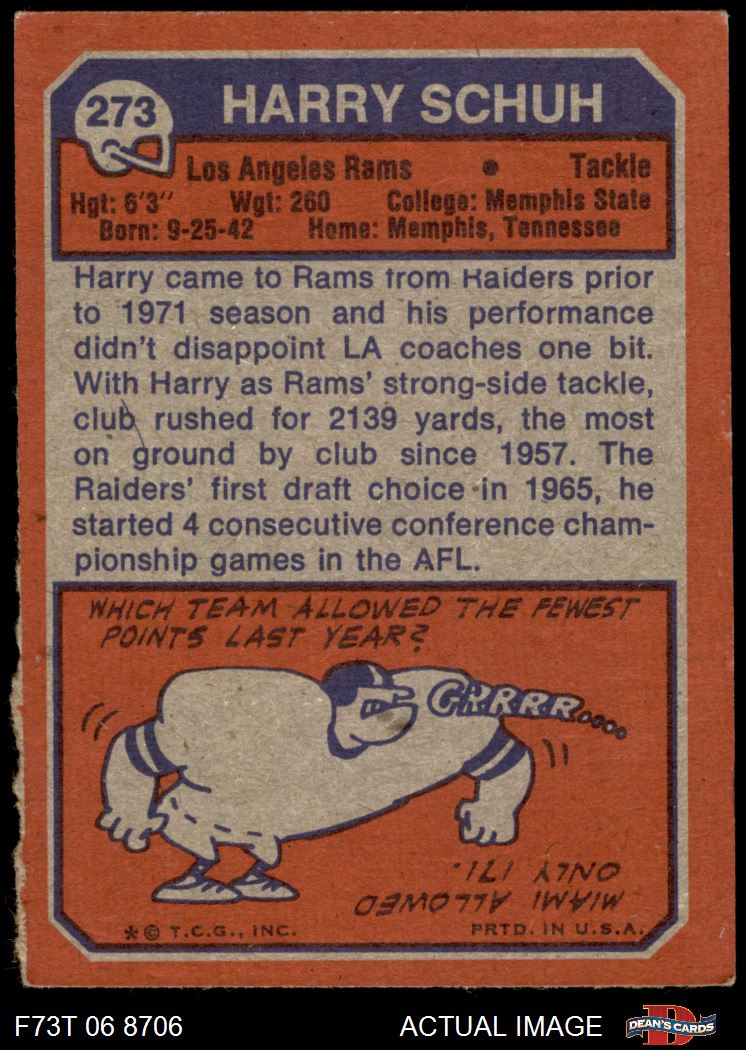 273 HARRY SCHUH
Los Angeles Rams • Tackle
Hgt: 6'3" Wgt: 260 College: Memphis State
Born: 9-25-42 Home: Memphis, Tennessee
Harry came to Rams from Raiders prior
to 1971 season and his performance
didn't disappoint LA coaches one bit.
With Harry as Rams' strong-side tackle,
club rushed for 2139 yards, the most
on ground by club since 1957. The
Raiders' first draft choice in 1965, he
started 4 consecutive conference cham-
pionship games in the AFL.
WHICH TEAM ALLOWED THE FEWEST
POINTS LAST YEAR?
GRRRR....
MIAMI ALLOWED
ONLY 171.
*© T.C.G., INC. PRTD. IN U.S.A.
F73T 06 8706 ACTUAL IMAGE D DEAN'S CARDS